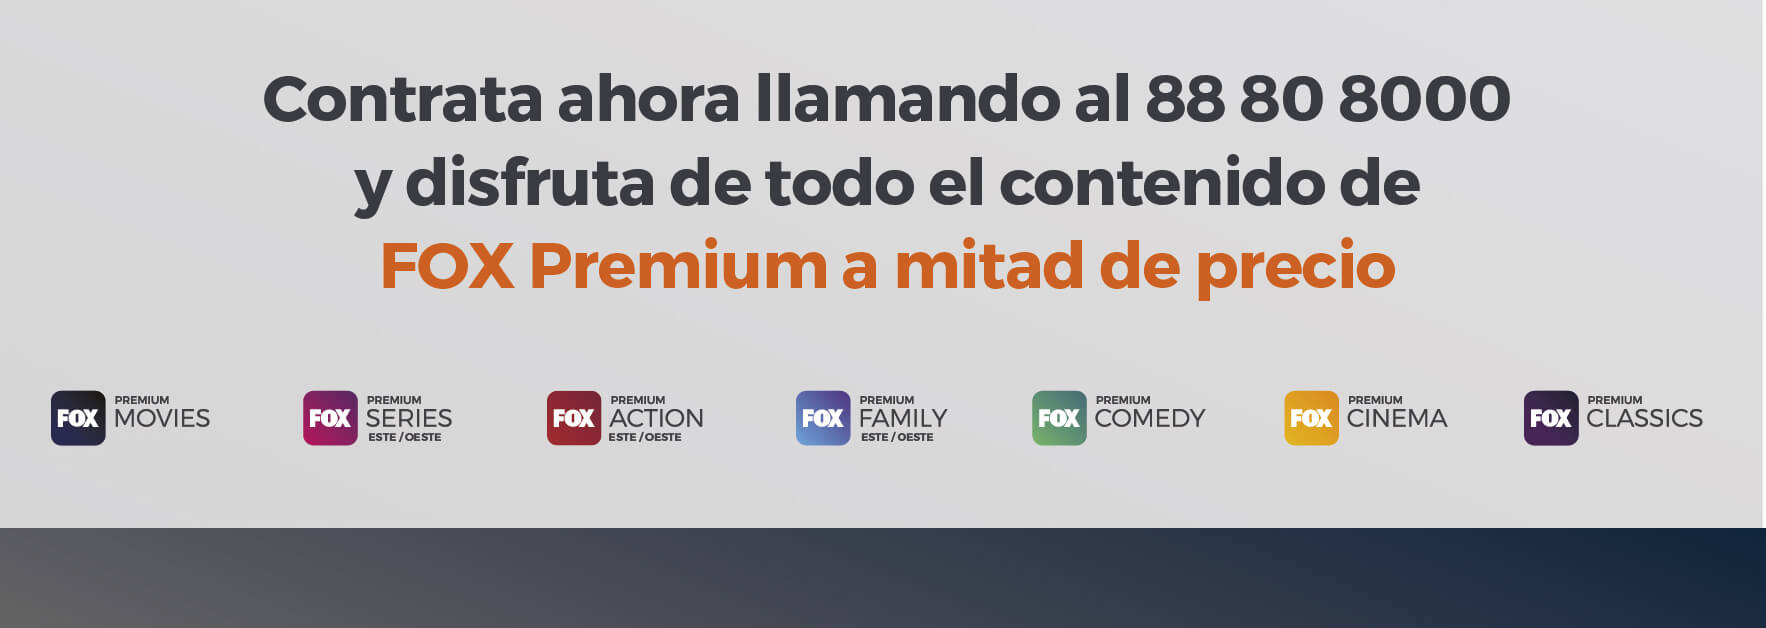 Contrata ahora llamando al 88 80 8000
y disfruta de todo el contenido de
FOX Premium a mitad de precio
FOX PREMIUM MOVIES
FOX PREMIUM SERIES ESTE / OESTE
FOX PREMIUM ACTION ESTE / OESTE
FOX PREMIUM FAMILY ESTE / OESTE
FOX PREMIUM COMEDY
FOX PREMIUM CINEMA
FOX PREMIUM CLASSICS